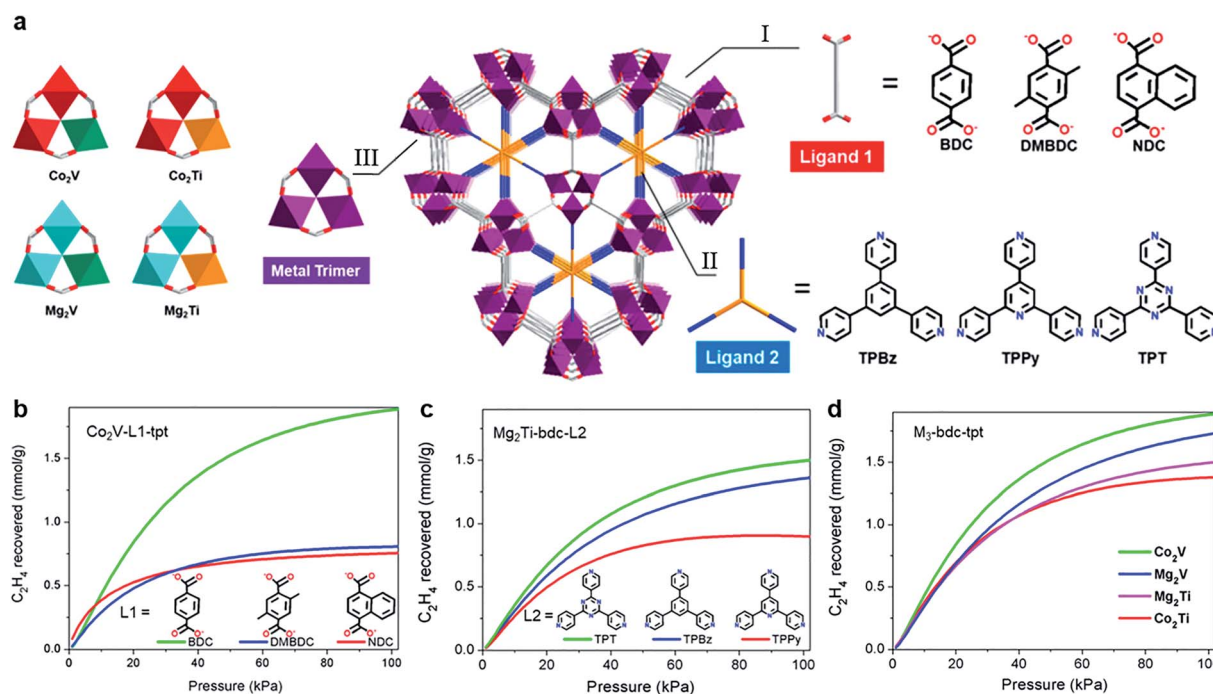 a
Co₂V
Co₂Ti
Mg₂V
Mg₂Ti
III
Metal Trimer
I
II
Ligand 1
=
-O O
O O-
BDC
-O O
O O-
DMBDC
-O O
O O-
NDC
Ligand 2
=
N
N N
TPBz
N
N
N N
TPPy
N
N N
N
N N
TPT
b
Co₂V-L1-tpt
C₂H₄ recovered (mmol/g)
1.5
1.0
0.5
0.0
0 20 40 60 80 100
Pressure (kPa)
L1 =
-O O
O O-
BDC
-O O
O O-
DMBDC
-O O
O O-
NDC
c
Mg₂Ti-bdc-L2
C₂H₄ recovered (mmol/g)
1.5
1.0
0.5
0.0
0 20 40 60 80 100
Pressure (kPa)
L2 =
N
N N
N
N N
TPT
N
N N
TPBz
N
N
N N
TPPy
d
M₃-bdc-tpt
C₂H₄ recovered (mmol/g)
1.5
1.0
0.5
0.0
0 20 40 60 80 100
Pressure (kPa)
Co₂V
Mg₂V
Mg₂Ti
Co₂Ti